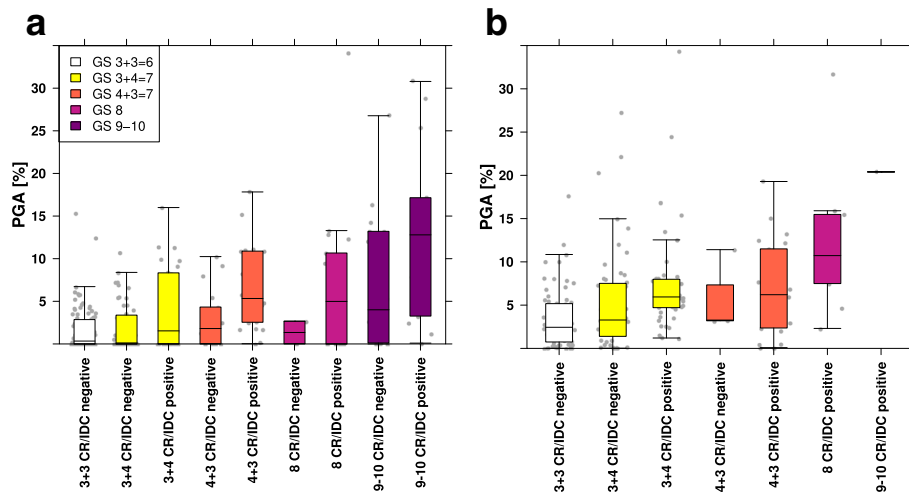 a
b
GS 3+3=6
GS 3+4=7
GS 4+3=7
GS 8
GS 9−10
PGA [%]
30
25
20
15
10
5
3+3 CR/IDC negative
3+4 CR/IDC negative
3+4 CR/IDC positive
4+3 CR/IDC negative
4+3 CR/IDC positive
8 CR/IDC negative
8 CR/IDC positive
9-10 CR/IDC negative
9-10 CR/IDC positive
PGA [%]
30
25
20
15
10
5
3+3 CR/IDC negative
3+4 CR/IDC negative
3+4 CR/IDC positive
4+3 CR/IDC negative
4+3 CR/IDC positive
8 CR/IDC positive
9-10 CR/IDC positive